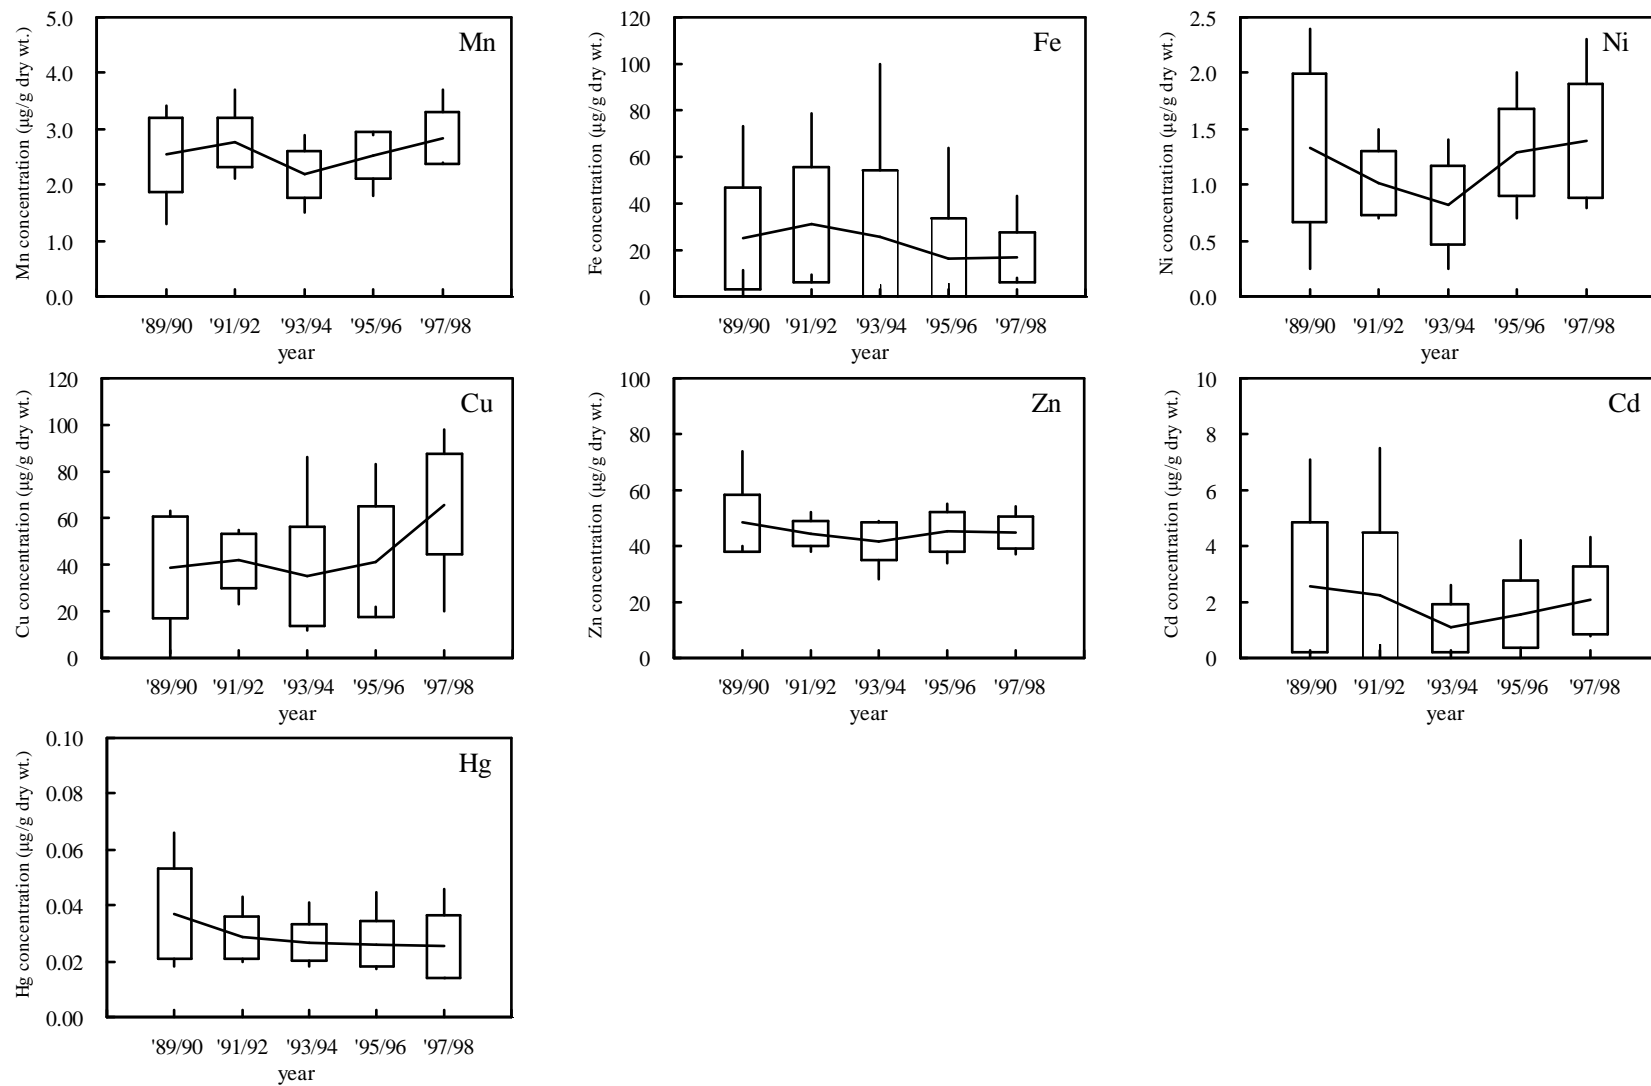 Mn concentration (µg/g dry wt.)
5.0
4.0
3.0
2.0
1.0
0.0
Mn
'89/90 '91/92 '93/94 '95/96 '97/98
year
Fe concentration (µg/g dry wt.)
120
100
80
60
40
20
0
Fe
'89/90 '91/92 '93/94 '95/96 '97/98
year
Ni concentration (µg/g dry wt.)
2.5
2.0
1.5
1.0
0.5
0.0
Ni
'89/90 '91/92 '93/94 '95/96 '97/98
year
Cu concentration (µg/g dry wt.)
120
100
80
60
40
20
0
Cu
'89/90 '91/92 '93/94 '95/96 '97/98
year
Zn concentration (µg/g dry wt.)
100
80
60
40
20
0
Zn
'89/90 '91/92 '93/94 '95/96 '97/98
year
Cd concentration (µg/g dry wt.)
10
8
6
4
2
0
Cd
'89/90 '91/92 '93/94 '95/96 '97/98
year
Hg concentration (µg/g dry wt.)
0.10
0.08
0.06
0.04
0.02
0.00
Hg
'89/90 '91/92 '93/94 '95/96 '97/98
year